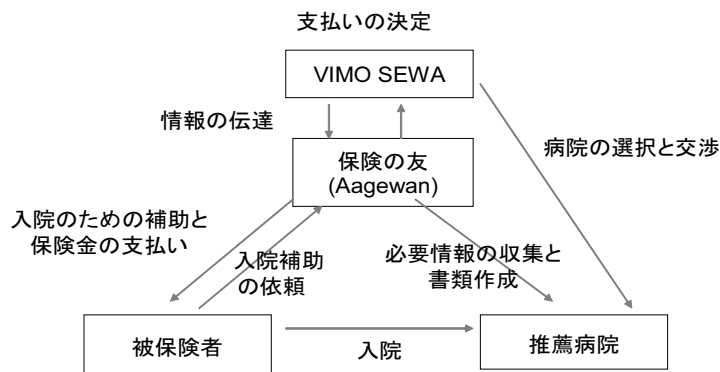 支払いの決定
VIMO SEWA
情報の伝達
病院の選択と交渉
保険の友
(Aagewan)
入院のための補助と
保険金の支払い
入院補助
の依頼
必要情報の収集と
書類作成
被保険者
入院
推薦病院